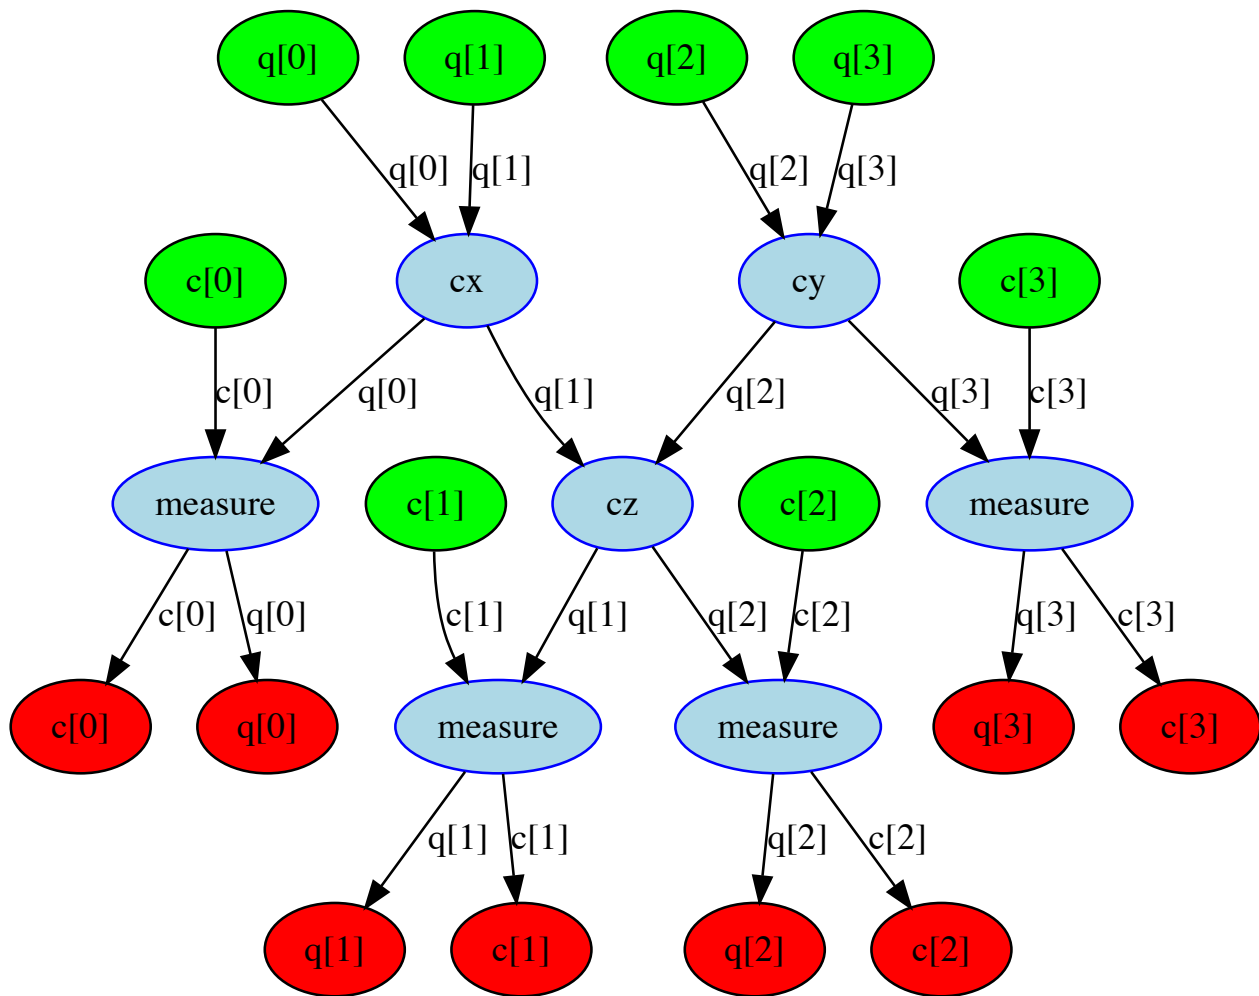 q[0] q[1] q[2] q[3]
q[0] q[1] q[2] q[3]
c[0] cx cy c[3]
c[0] q[0] q[1] q[2] q[3] c[3]
measure c[1] cz c[2] measure
c[0] q[0] c[1] q[1] q[2] c[2] q[3] c[3]
c[0] q[0] measure measure q[3] c[3]
q[1] c[1] q[2] c[2]
q[1] c[1] q[2] c[2]